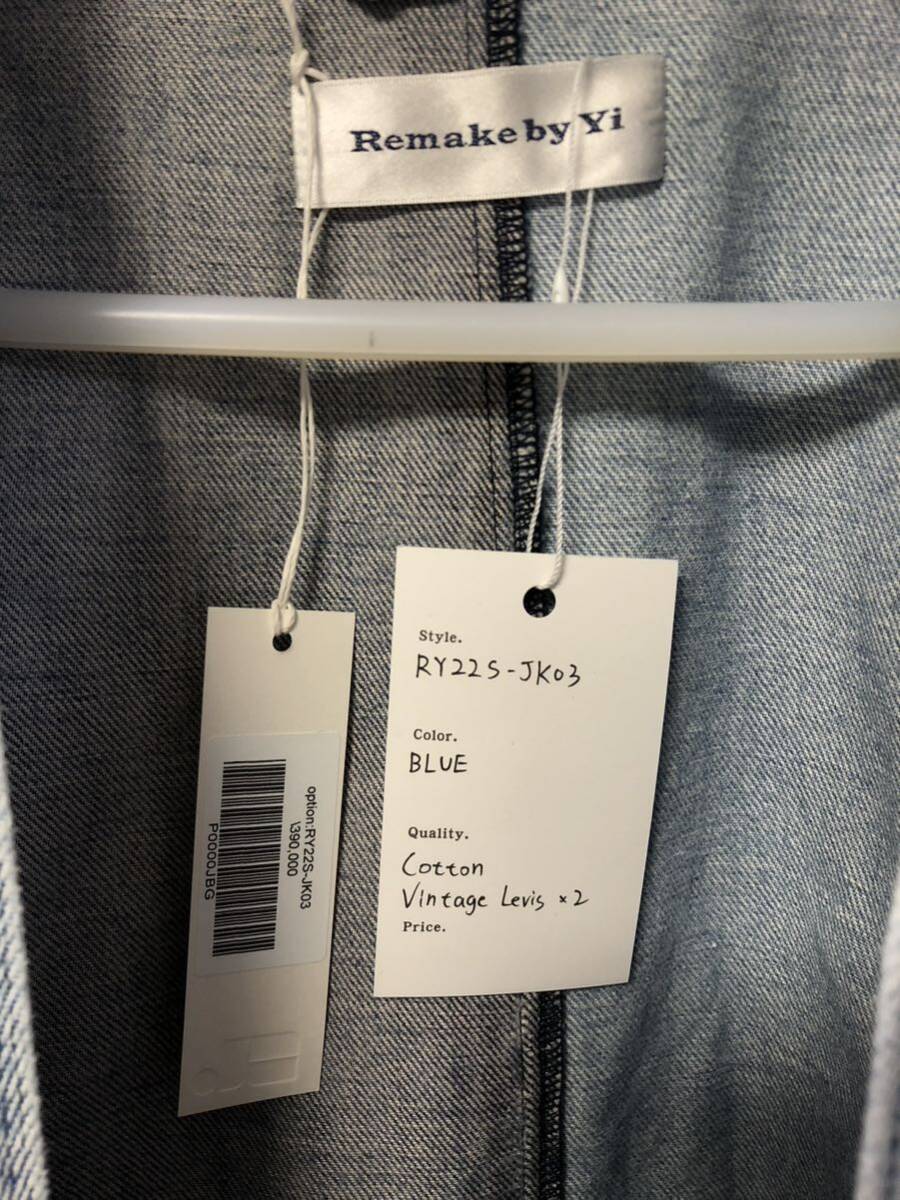 Remake by Yi
Style.
RY22S-JK03
Color.
BLUE
Quality.
Cotton
Vintage Levis ×2
Price.
option:RY22S-JK03
\390,000
P0000JBG